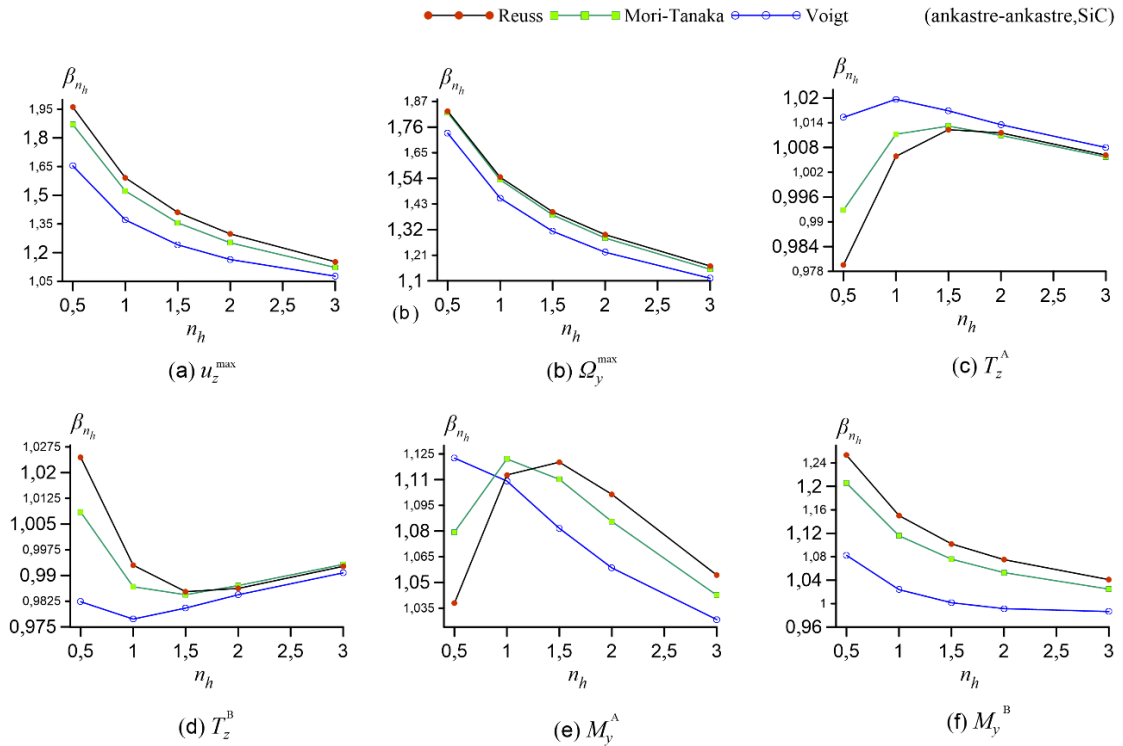 Reuss Mori-Tanaka Voigt (ankastre-ankastre,SiC)
β_{n_h}
1,95
1,8
1,65
1,5
1,35
1,2
1,05
0,5 1 1,5 2 2,5 3
n_h
(a) u_z^max
β_{n_h}
1,87
1,76
1,65
1,54
1,43
1,32
1,21
1,1
(b)
0,5 1 1,5 2 2,5 3
n_h
(b) Ω_y^max
β_{n_h}
1,02
1,014
1,008
1,002
0,996
0,99
0,984
0,978
0,5 1 1,5 2 2,5 3
n_h
(c) T_z^A
β_{n_h}
1,0275
1,02
1,0125
1,005
0,9975
0,99
0,9825
0,975
0,5 1 1,5 2 2,5 3
n_h
(d) T_z^B
β_{n_h}
1,125
1,11
1,095
1,08
1,065
1,05
1,035
0,5 1 1,5 2 2,5 3
n_h
(e) M_y^A
β_{n_h}
1,24
1,2
1,16
1,12
1,08
1,04
1
0,96
0,5 1 1,5 2 2,5 3
n_h
(f) M_y^B